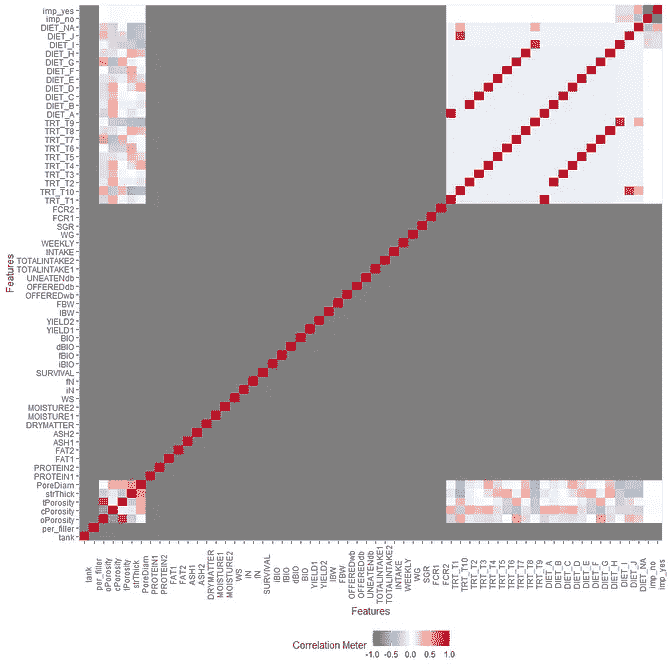 imp_yes
imp_no
DIET_NA
DIET_J
DIET_I
DIET_H
DIET_G
DIET_F
DIET_E
DIET_D
DIET_C
DIET_B
DIET_A
TRT_T9
TRT_T8
TRT_T7
TRT_T6
TRT_T5
TRT_T4
TRT_T3
TRT_T2
TRT_T10
TRT_T1
FCR2
FCR1
SGR
WG
WEEKLY
INTAKE
TOTALINTAKE2
TOTALINTAKE1
UNEATENdb
OFFEREDdb
OFFEREDwb
FBW
IBW
YIELD2
YIELD1
BIO
dBIO
fBIO
iBIO
SURVIVAL
fN
iN
WS
MOISTURE2
MOISTURE1
DRYMATTER
ASH2
ASH1
FAT2
FAT1
PROTEIN2
PROTEIN1
PoreDiam
strThick
tPorosity
cPorosity
oPorosity
per_filler
tank
Features
tank
per_filler
oPorosity
cPorosity
tPorosity
strThick
PoreDiam
PROTEIN1
PROTEIN2
FAT1
FAT2
ASH1
ASH2
DRYMATTER
MOISTURE1
MOISTURE2
WS
iN
fN
SURVIVAL
iBIO
fBIO
dBIO
BIO
YIELD1
YIELD2
IBW
FBW
OFFEREDwb
OFFEREDdb
UNEATENdb
TOTALINTAKE1
TOTALINTAKE2
INTAKE
WEEKLY
WG
SGR
FCR1
FCR2
TRT_T1
TRT_T10
TRT_T2
TRT_T3
TRT_T4
TRT_T5
TRT_T6
TRT_T7
TRT_T8
TRT_T9
DIET_A
DIET_B
DIET_C
DIET_D
DIET_E
DIET_F
DIET_G
DIET_H
DIET_I
DIET_J
DIET_NA
imp_no
imp_yes
Features
Correlation Meter
-1.0 -0.5 0.0 0.5 1.0